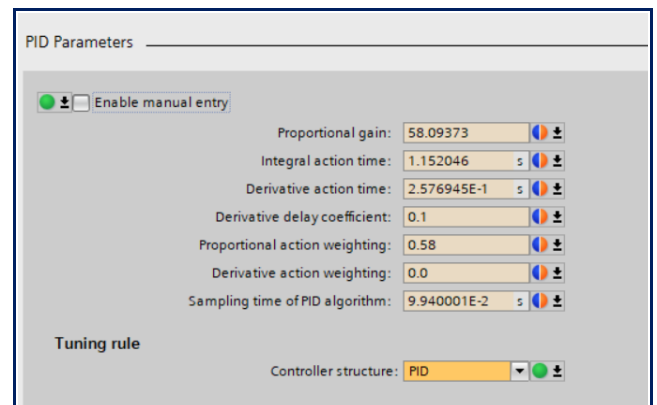 PID Parameters
Enable manual entry
Proportional gain: 58.09373
Integral action time: 1.152046 s
Derivative action time: 2.576945E-1 s
Derivative delay coefficient: 0.1
Proportional action weighting: 0.58
Derivative action weighting: 0.0
Sampling time of PID algorithm: 9.940001E-2 s
Tuning rule
Controller structure: PID